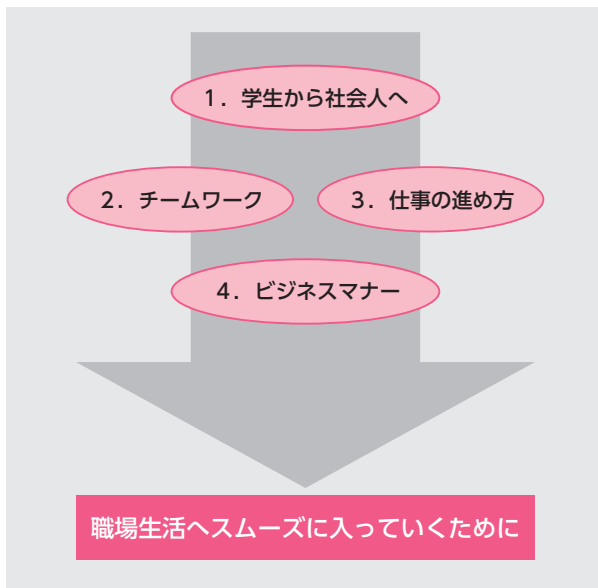 1．学生から社会人へ
2．チームワーク
3．仕事の進め方
4．ビジネスマナー
職場生活へスムーズに入っていくために